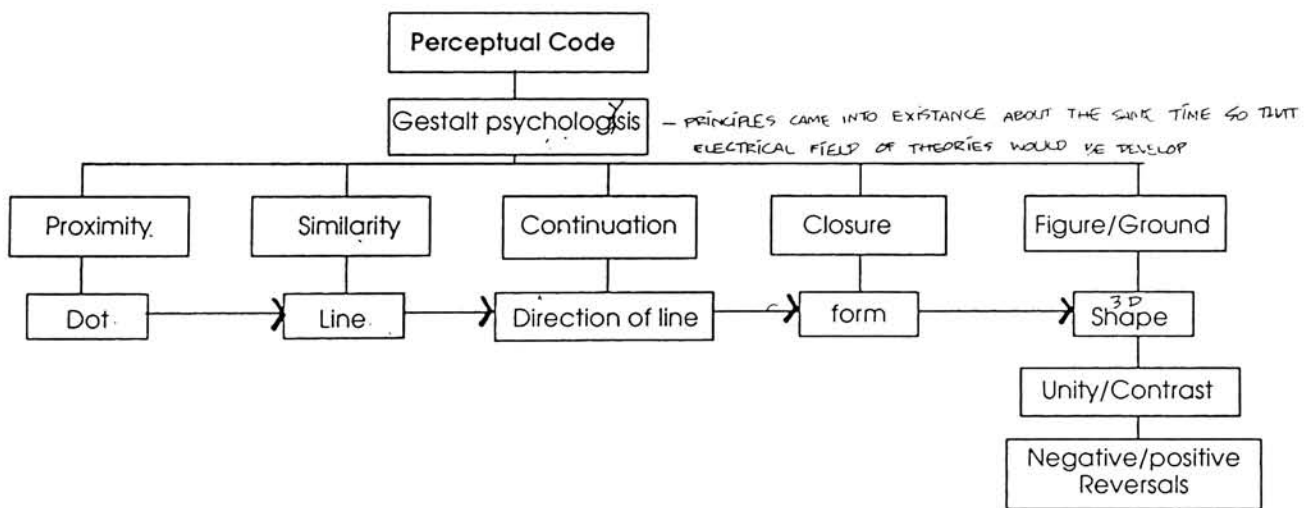 Perceptual Code
Gestalt psychologisis
y
– PRINCIPLES CAME INTO EXISTANCE ABOUT THE SAME TIME SO THAT
ELECTRICAL FIELD OF THEORIES WOULD BE DEVELOP
Proximity
Similarity
Continuation
Closure
Figure/Ground
Dot
Line
Direction of line
form
3D
Shape
Unity/Contrast
Negative/positive
Reversals